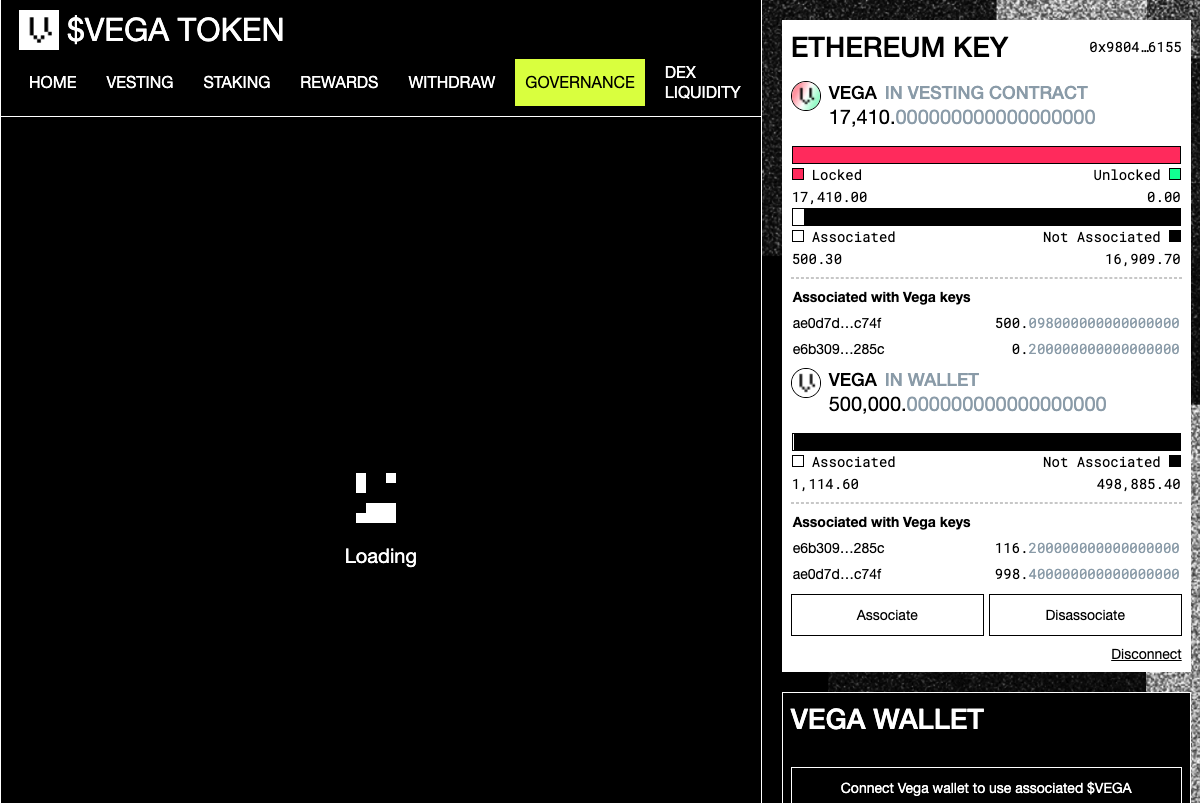 $VEGA TOKEN
HOME VESTING STAKING REWARDS WITHDRAW GOVERNANCE DEX LIQUIDITY
Loading
ETHEREUM KEY 0x9804…6155
VEGA IN VESTING CONTRACT
17,410.000000000000000000
Locked Unlocked
17,410.00 0.00
Associated Not Associated
500.30 16,909.70
Associated with Vega keys
ae0d7d…c74f 500.098000000000000000
e6b309…285c 0.200000000000000000
VEGA IN WALLET
500,000.000000000000000000
Associated Not Associated
1,114.60 498,885.40
Associated with Vega keys
e6b309…285c 116.200000000000000000
ae0d7d…c74f 998.400000000000000000
Associate Disassociate
Disconnect
VEGA WALLET
Connect Vega wallet to use associated $VEGA